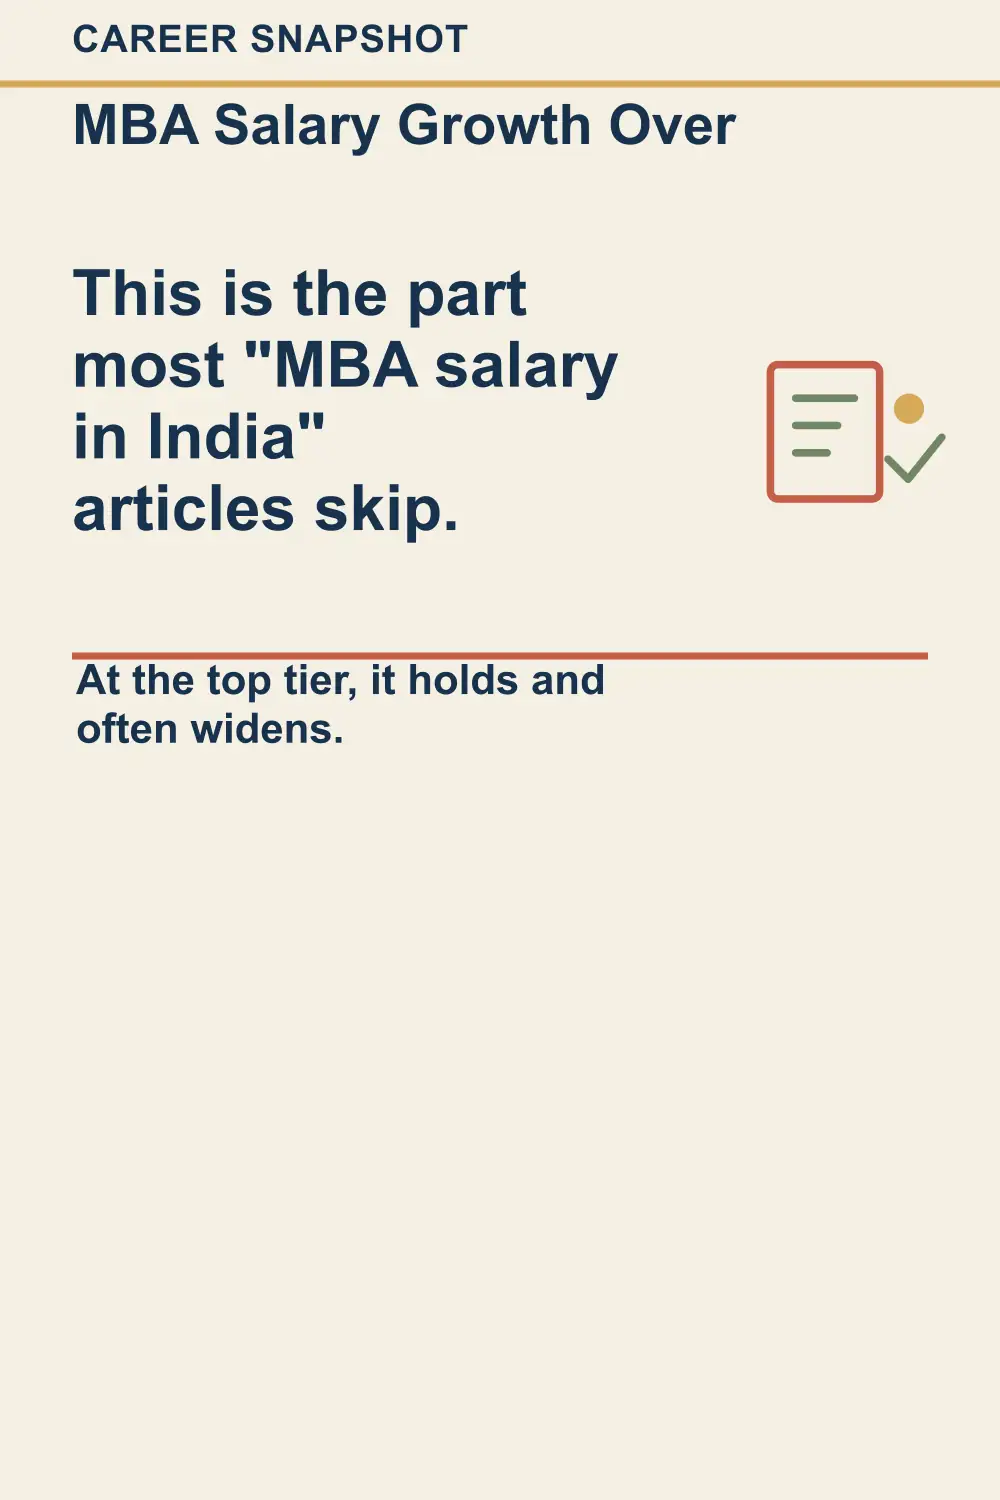 CAREER SNAPSHOT
MBA Salary Growth Over
This is the part
most "MBA salary
in India"
articles skip.
At the top tier, it holds and
often widens.